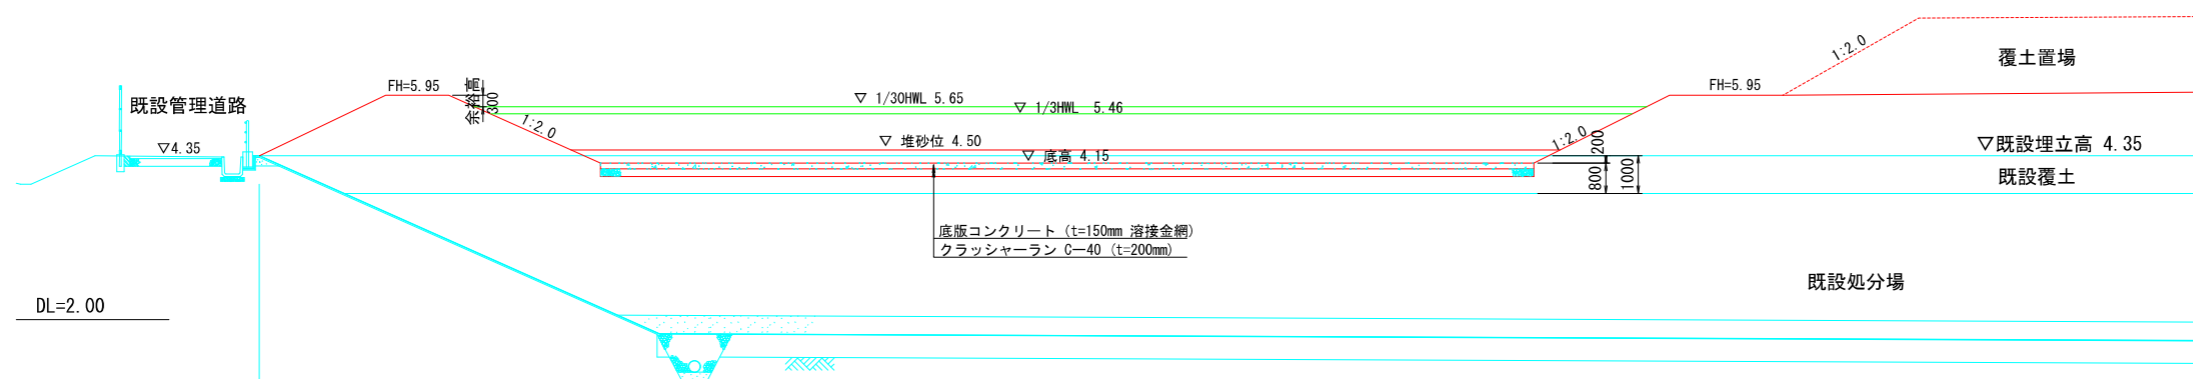 覆土置場
1:2.0
FH=5.95
余裕高
300
FH=5.95
既設管理道路
▽ 1/30HWL 5.65
▽ 1/3HWL 5.46
1:2.0
1:2.0
200
▽4.35
▽ 堆砂位 4.50
▽ 底高 4.15
▽既設埋立高 4.35
800
1000
既設覆土
底版コンクリート (t=150mm 溶接金網)
クラッシャーラン C—40 (t=200mm)
既設処分場
DL=2.00